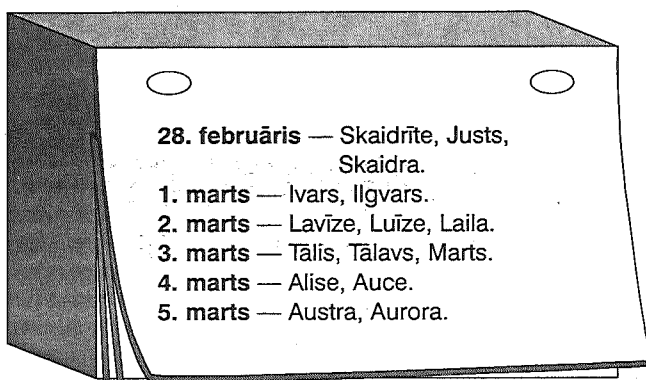 28. februāris — Skaidrīte, Justs,
Skaidra.
1. marts — Ivars, Ilgvars.
2. marts — Lavīze, Luīze, Laila.
3. marts — Tālis, Tālavs, Marts.
4. marts — Alise, Auce.
5. marts — Austra, Aurora.